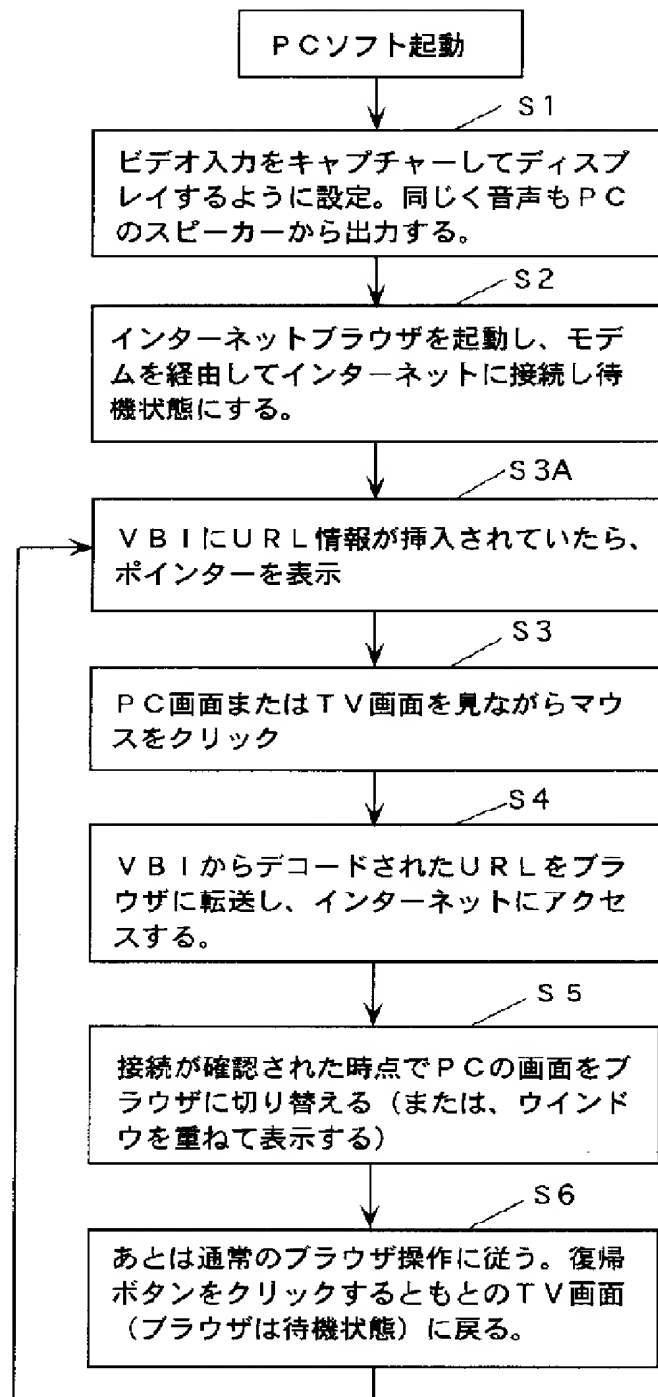 ＰＣソフト起動
Ｓ１
ビデオ入力をキャプチャーしてディスプ
レイするように設定。同じく音声もＰＣ
のスピーカーから出力する。
Ｓ２
インターネットブラウザを起動し、モデ
ムを経由してインターネットに接続し待
機状態にする。
Ｓ３Ａ
ＶＢＩにＵＲＬ情報が挿入されていたら、
ポインターを表示
Ｓ３
ＰＣ画面またはＴＶ画面を見ながらマウ
スをクリック
Ｓ４
ＶＢＩからデコードされたＵＲＬをブラ
ウザに転送し、インターネットにアクセ
スする。
Ｓ５
接続が確認された時点でＰＣの画面をブ
ラウザに切り替える（または、ウインド
ウを重ねて表示する）
Ｓ６
あとは通常のブラウザ操作に従う。復帰
ボタンをクリックするともとのＴＶ画面
（ブラウザは待機状態）に戻る。